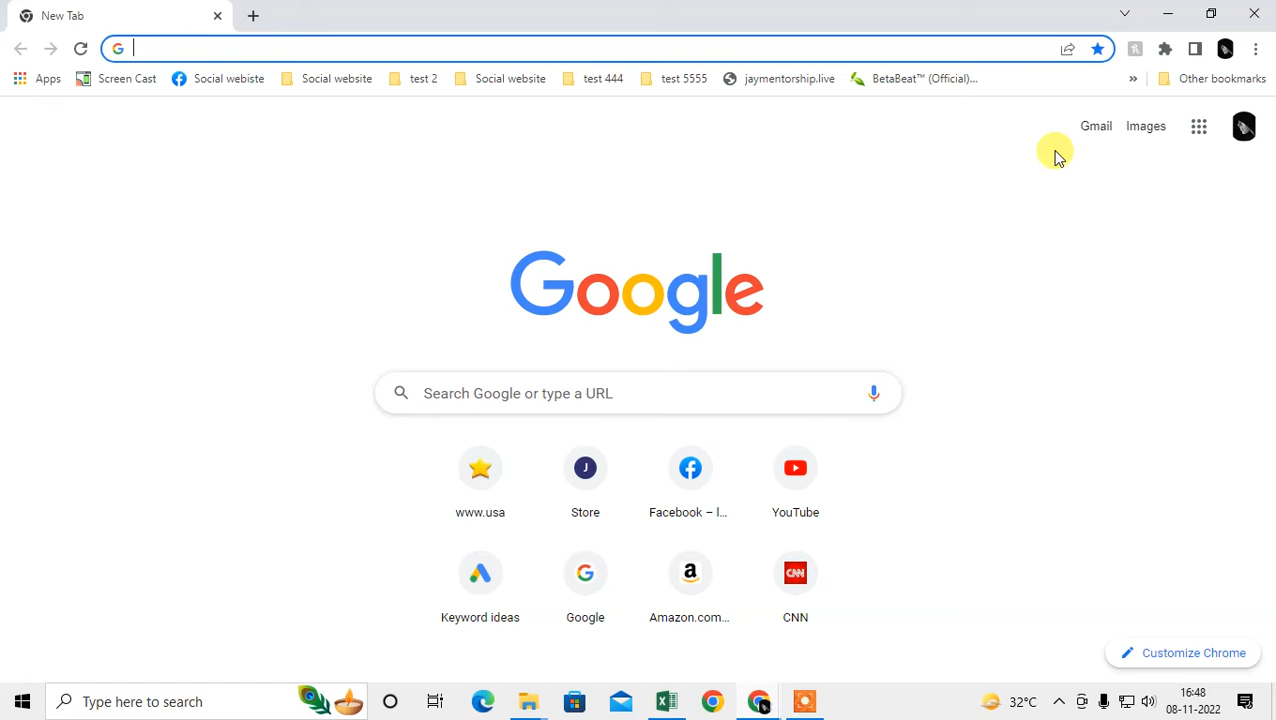 New Tab
Apps
Screen Cast
Social webiste
Social website
test 2
Social website
test 444
test 5555
jaymentorship.live
BetaBeat™ (Official)...
»
Other bookmarks
Gmail
Images
Google
Search Google or type a URL
www.usa
J
Store
Facebook – l...
YouTube
Keyword ideas
Google
a
Amazon.com...
CNN
CNN
Customize Chrome
Type here to search
32°C
16:48
08-11-2022